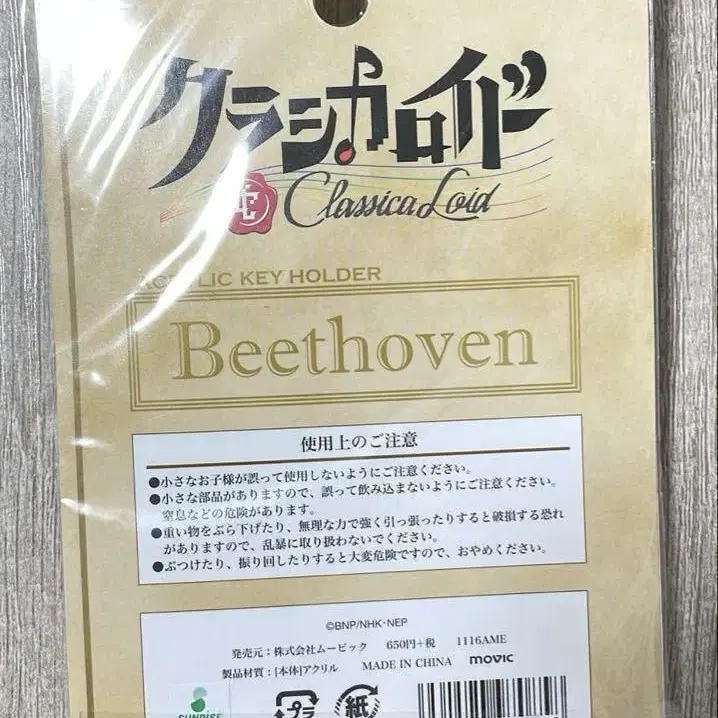 クラシカロイド
ClassicaLoid
ACRYLIC KEY HOLDER
Beethoven
使用上のご注意
●小さなお子様が誤って使用しないようにご注意ください。
●小さな部品がありますので、誤って飲み込まないようにご注意ください。
窒息などの危険があります。
●重い物をぶら下げたり、無理な力で強く引っ張ったりすると破損する恐れ
がありますので、乱暴に取り扱わないでください。
●ぶつけたり、振り回したりすると大変危険ですので、おやめください。
©BNP/NHK・NEP
発売元：株式会社ムービック 650円+税 1116AME
製品材質：[本体]アクリル MADE IN CHINA movic
SUNRISE
プラ
紙